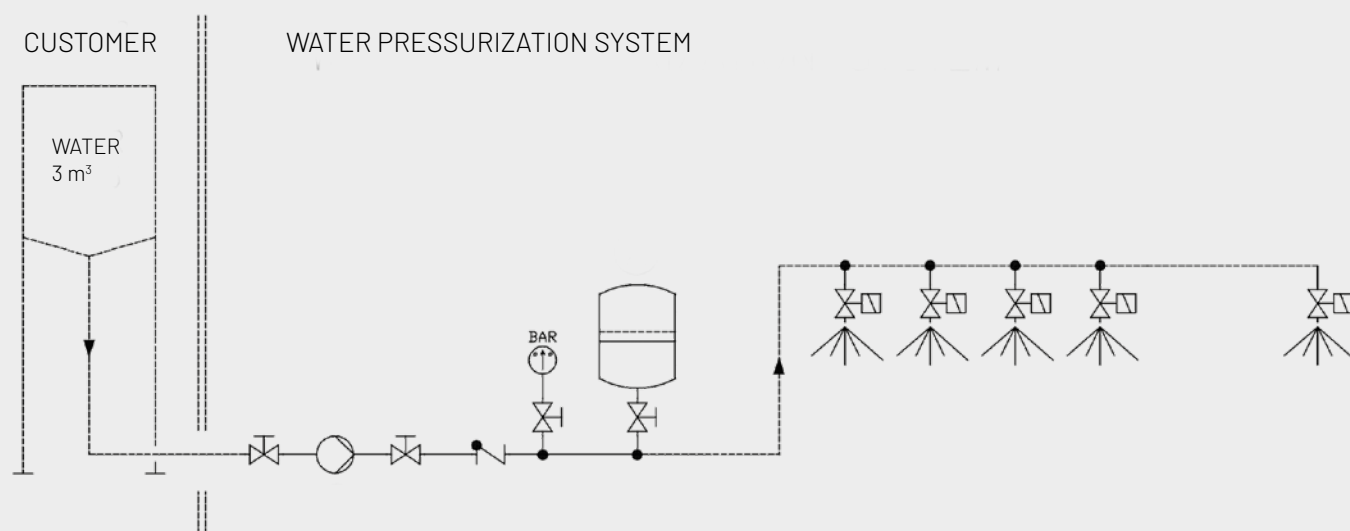 CUSTOMER
WATER PRESSURIZATION SYSTEM
WATER
3 m³
BAR